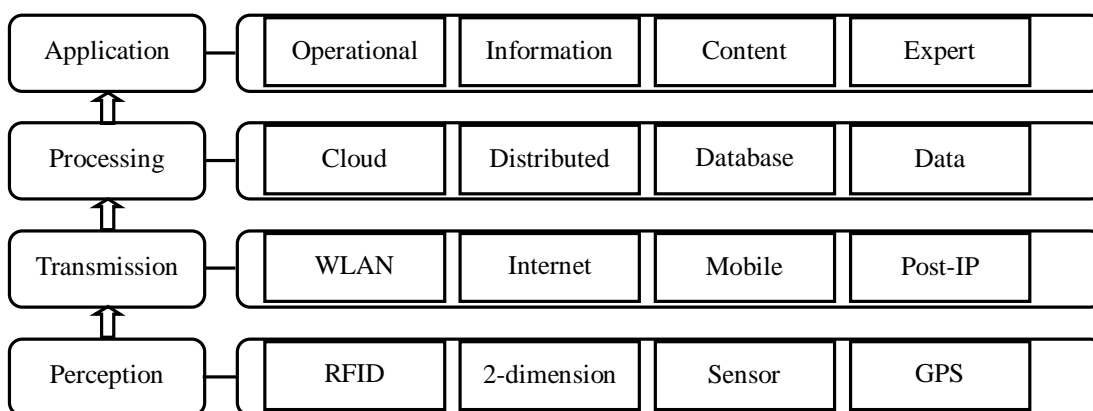 Application Operational Information Content Expert
Processing Cloud Distributed Database Data
Transmission WLAN Internet Mobile Post-IP
Perception RFID 2-dimension Sensor GPS